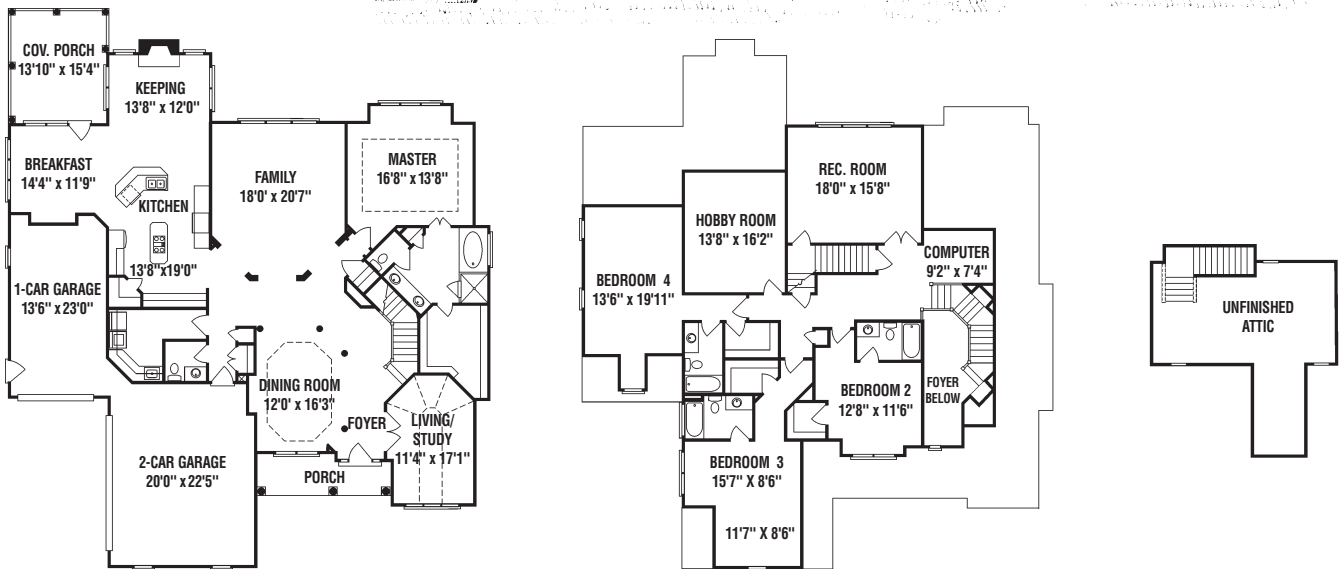 COV. PORCH
13'10" x 15'4"
KEEPING
13'8" x 12'0"
BREAKFAST
14'4" x 11'9"
KITCHEN
13'8"x19'0"
FAMILY
18'0' x 20'7"
MASTER
16'8" x 13'8"
1-CAR GARAGE
13'6" x 23'0"
DINING ROOM
12'0" x 16'3"
FOYER
LIVING/
STUDY
11'4" x 17'1"
2-CAR GARAGE
20'0" x 22'5"
PORCH
REC. ROOM
18'0" x 15'8"
HOBBY ROOM
13'8" x 16'2"
BEDROOM 4
13'6" x 19'11"
COMPUTER
9'2" x 7'4"
BEDROOM 2
12'8" x 11'6"
FOYER
BELOW
BEDROOM 3
15'7" X 8'6"
11'7" X 8'6"
UNFINISHED
ATTIC